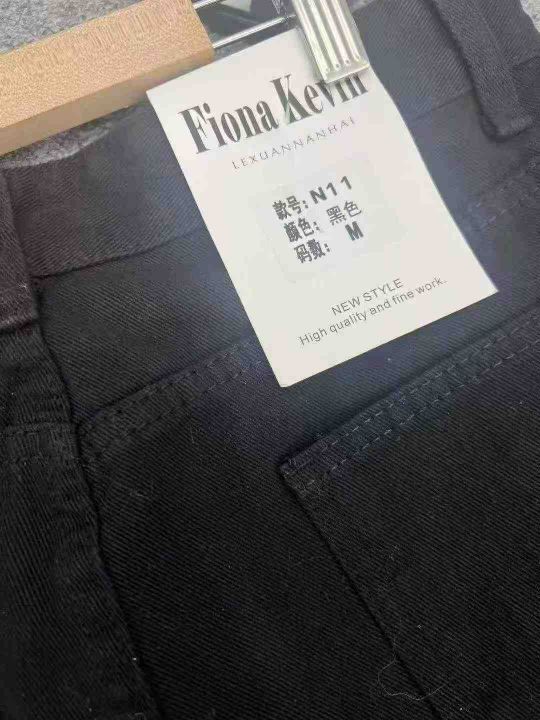 Fiona Kevin
LEXUANNANHAI
款号: N11
颜色: 黑色
码数: M
NEW STYLE
High quality and fine work.